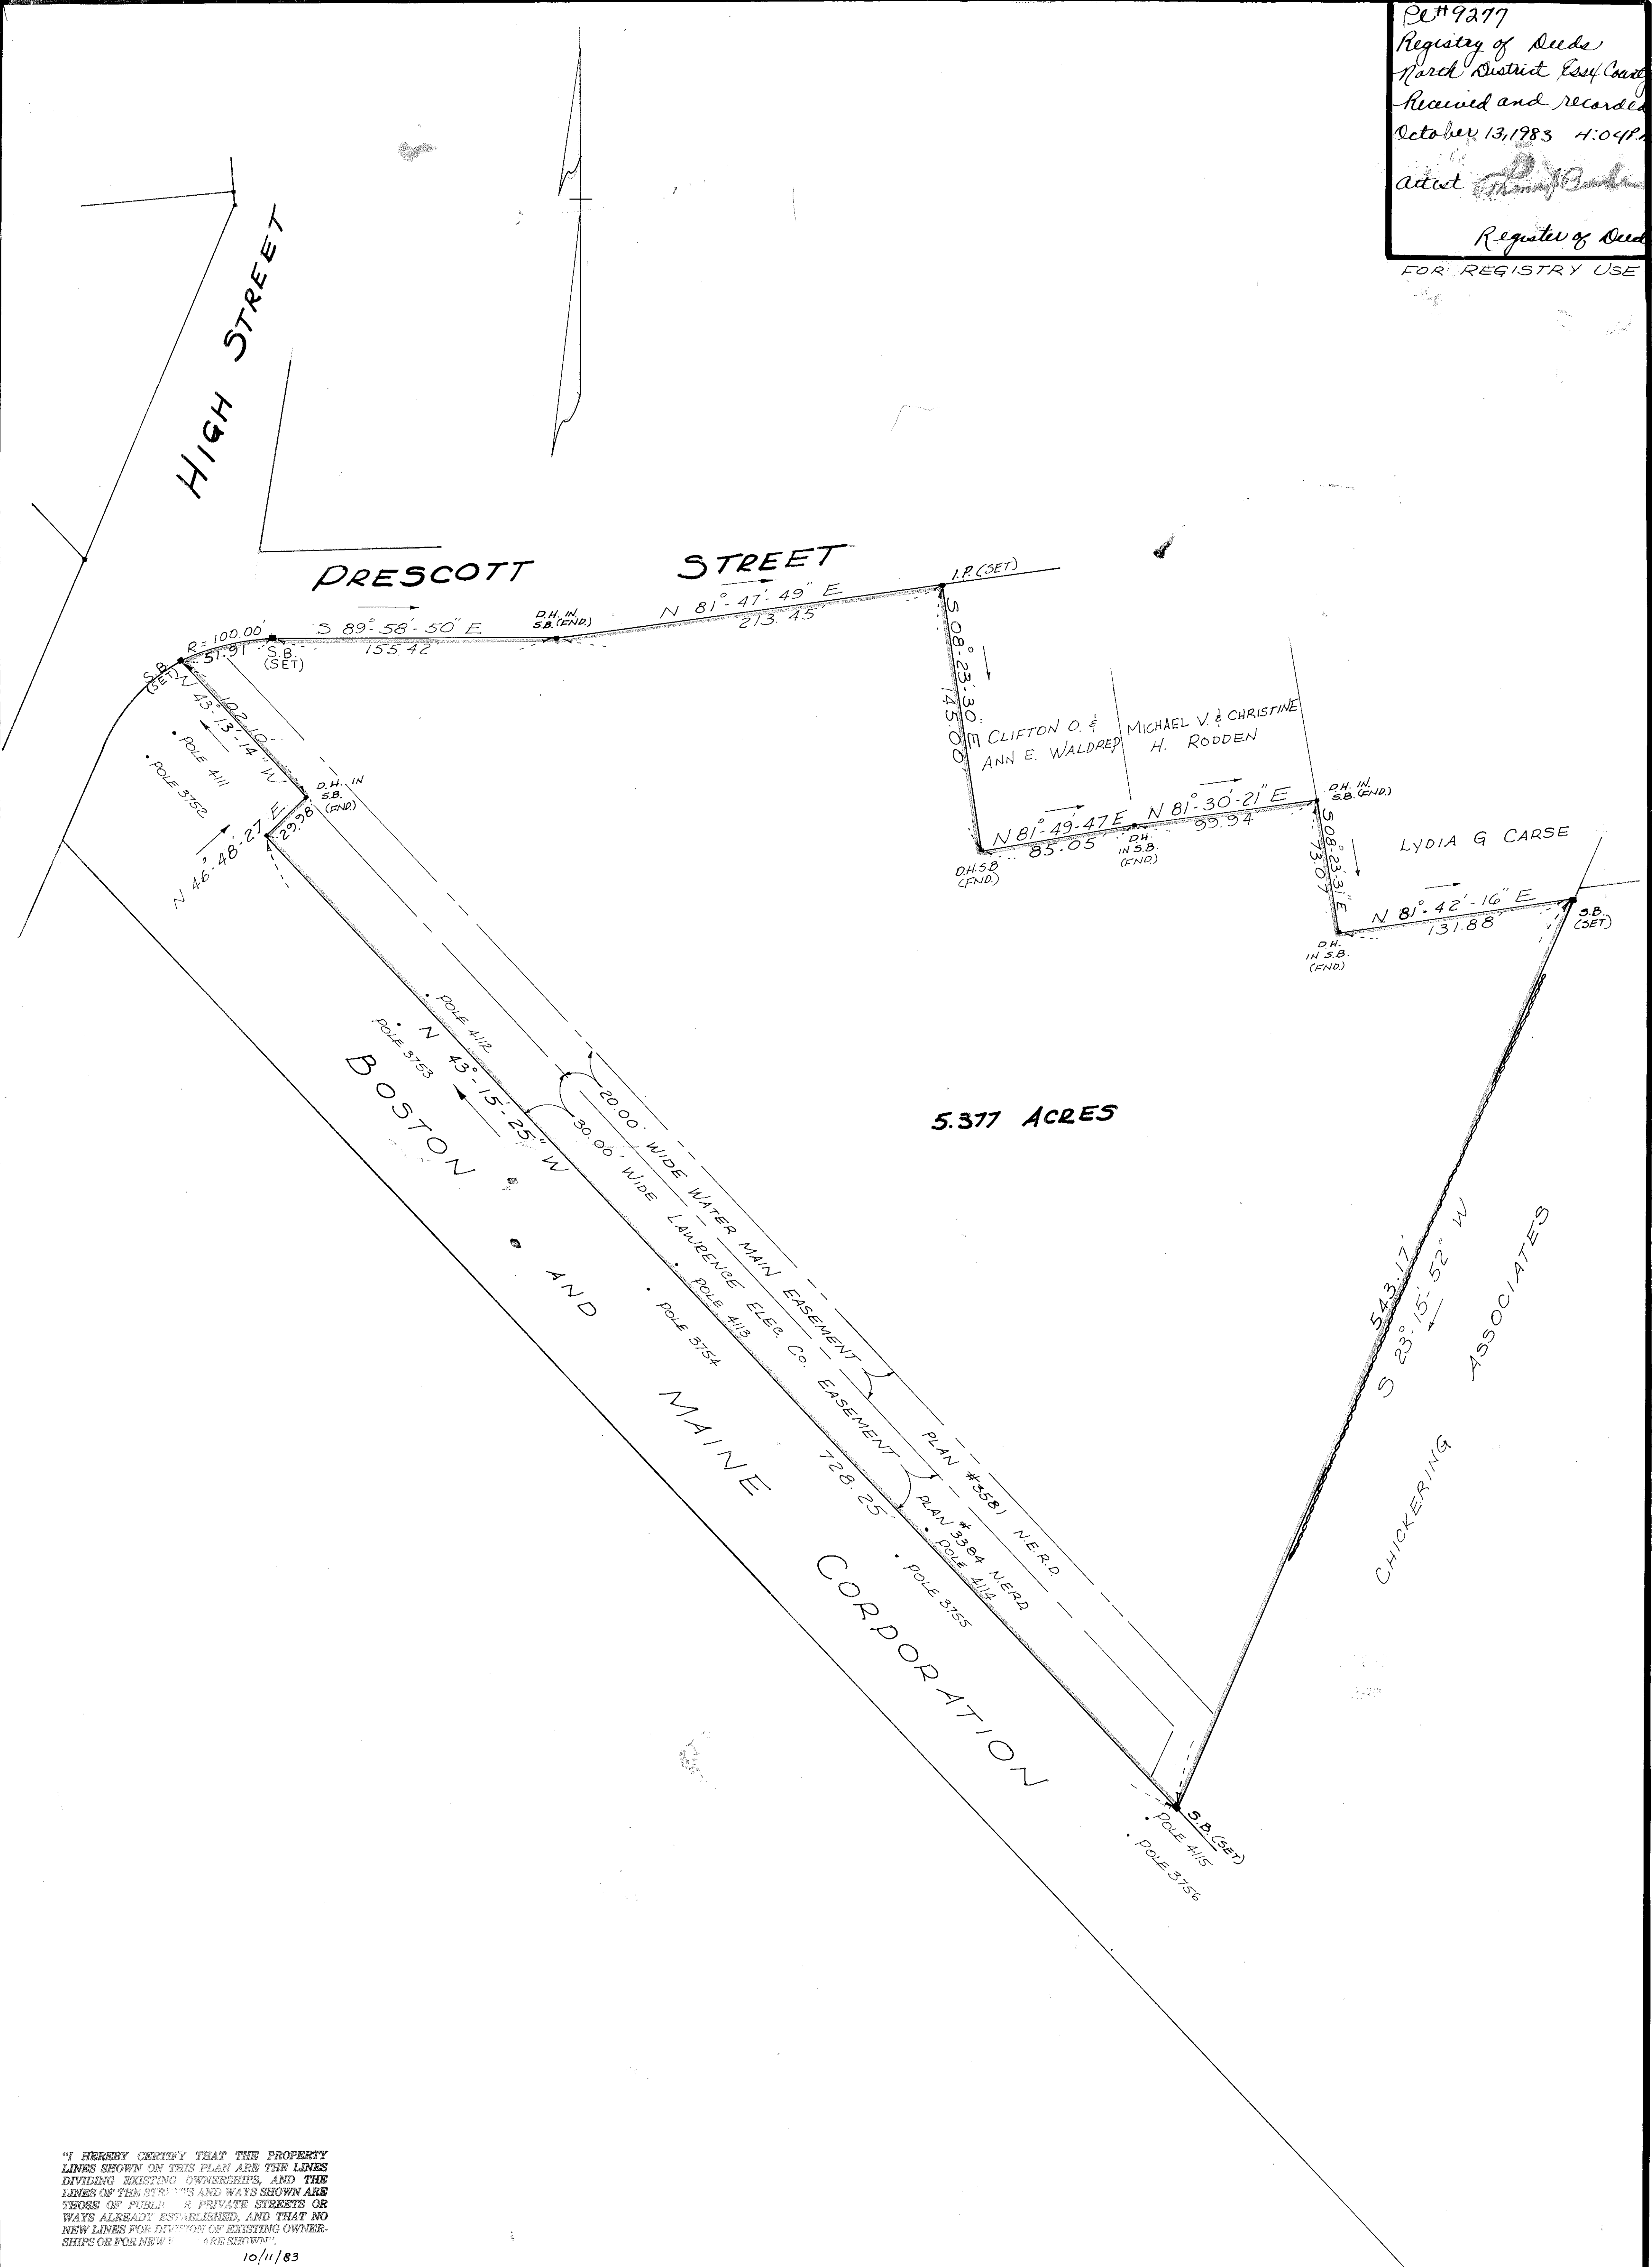 Pl#9277
Registry of Deeds
North District Essex County
Received and recorded
October 13, 1983 4:04P.
attest
Register of Deed
FOR REGISTRY USE
HIGH STREET
PRESCOTT STREET
I.P. (SET)
N 81°-47'-49" E
213.45'
D.H. IN
S.B. (FND.)
S 89°-58'-50" E
155.42'
R=100.00'
51.91'
S.B.
(SET)
S.B.
(SET)
N 43°-13'-14" W
102.10'
POLE 4111
POLE 3752
D.H. IN
S.B.
(FND)
N 46°-48'-27" E
29.98'
S 08°-23'-30" E
145.00'
CLIFTON O. &
ANN E. WALDREP
MICHAEL V. & CHRISTINE
H. RODDEN
N 81°-49'-47 E
85.05'
D.H.S.B
(FND.)
D.H.
IN S.B.
(FND.)
N 81°-30'-21" E
99.94'
D.H. IN.
S.B. (FND.)
S 08°-23'-31" E
73.07'
LYDIA G CARSE
N 81°-42'-16" E
131.88'
D.H.
IN S.B.
(FND.)
S.B.
(SET)
POLE 4112
POLE 3753
N 43°-15'-25" W
728.25'
BOSTON AND MAINE CORPORATION
20.00' WIDE WATER MAIN EASEMENT
30.00' WIDE LAWRENCE ELEC. CO. EASEMENT
5.377 ACRES
POLE 4113
POLE 3754
PLAN #3581 N.E.R.D.
PLAN #3384 N.E.R.D.
POLE 4114
POLE 3755
543.17'
S 23°-15'-52" W
CHICKERING ASSOCIATES
S.B. (SET)
POLE 4115
POLE 3756
"I HEREBY CERTIFY THAT THE PROPERTY
LINES SHOWN ON THIS PLAN ARE THE LINES
DIVIDING EXISTING OWNERSHIPS, AND THE
LINES OF THE STREETS AND WAYS SHOWN ARE
THOSE OF PUBLIC R PRIVATE STREETS OR
WAYS ALREADY ESTABLISHED, AND THAT NO
NEW LINES FOR DIVISION OF EXISTING OWNER-
SHIPS OR FOR NEW ARE SHOWN".
10/11/83